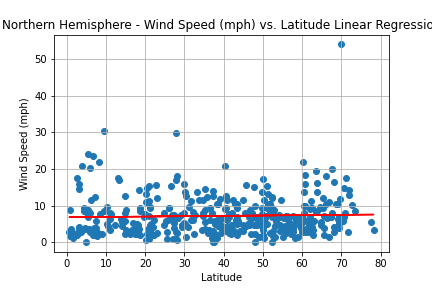 Northern Hemisphere - Wind Speed (mph) vs. Latitude Linear Regressio
Wind Speed (mph)
50
40
30
20
10
0
0 10 20 30 40 50 60 70 80
Latitude